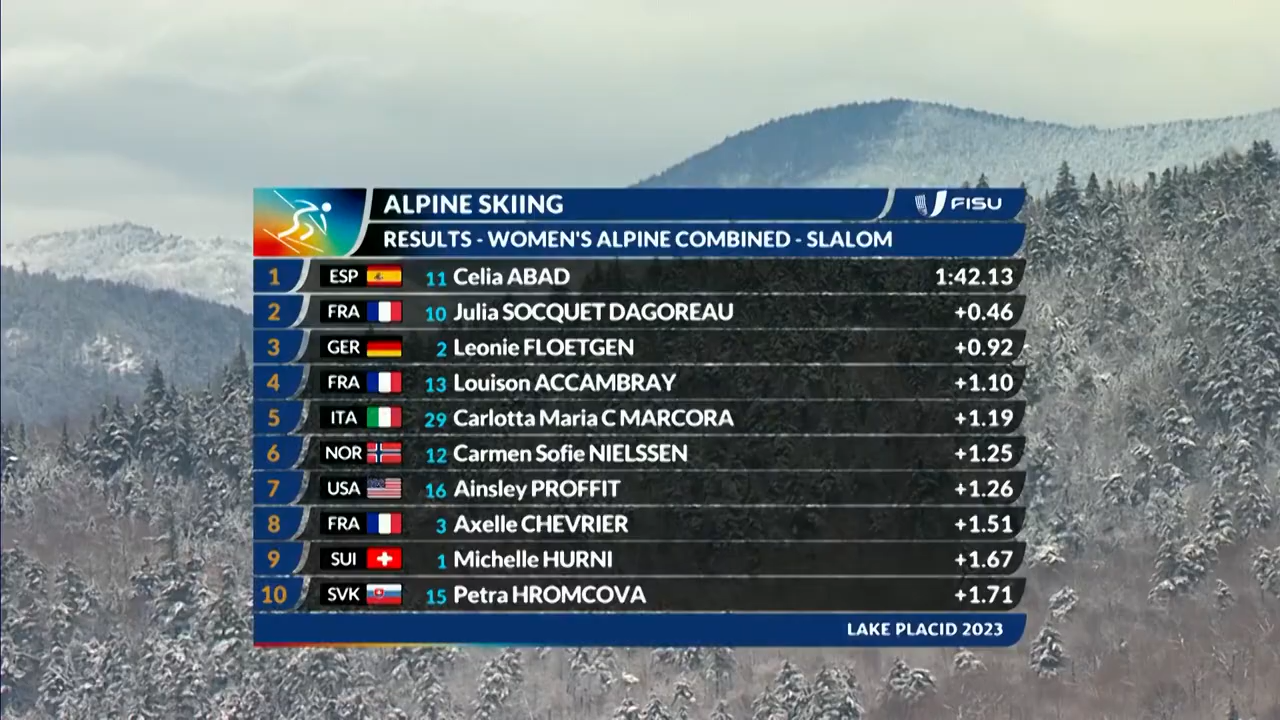 ALPINE SKIING
FISU
RESULTS - WOMEN'S ALPINE COMBINED - SLALOM
1 ESP 11 Celia ABAD 1:42.13
2 FRA 10 Julia SOCQUET DAGOREAU +0.46
3 GER 2 Leonie FLOETGEN +0.92
4 FRA 13 Louison ACCAMBRAY +1.10
5 ITA 29 Carlotta Maria C MARCORA +1.19
6 NOR 12 Carmen Sofie NIELSSEN +1.25
7 USA 16 Ainsley PROFFIT +1.26
8 FRA 3 Axelle CHEVRIER +1.51
9 SUI 1 Michelle HURNI +1.67
10 SVK 15 Petra HROMCOVA +1.71
LAKE PLACID 2023